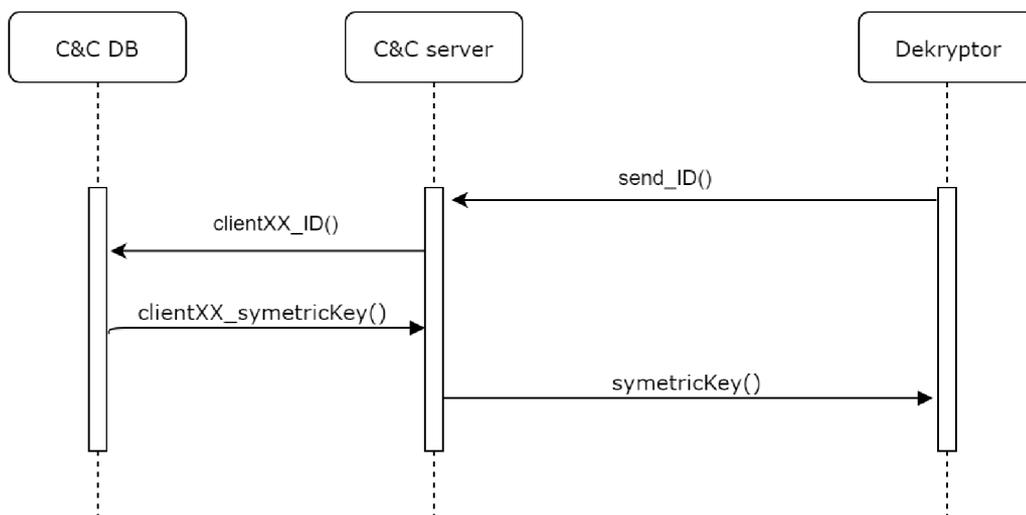 C&C DB
C&C server
Dekryptor
send_ID()
clientXX_ID()
clientXX_symetricKey()
symetricKey()